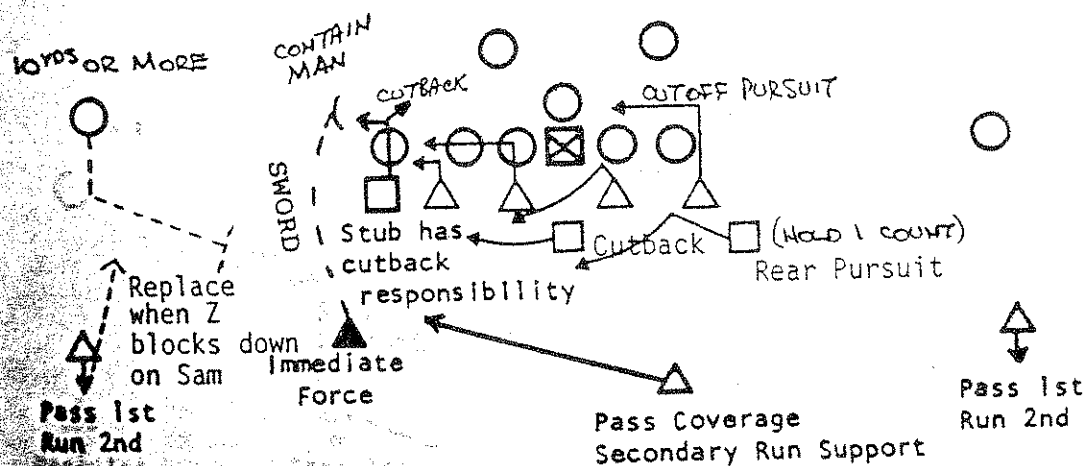 10 YDS OR MORE
CONTAIN
MAN
CUTBACK
CUTOFF PURSUIT
SWORD
Stub has
cutback
responsibility
Cutback
(HOLD 1 COUNT)
Rear Pursuit
Replace
when Z
blocks down
on Sam
Immediate
Force
Pass 1st
Run 2nd
Pass Coverage
Secondary Run Support
Pass 1st
Run 2nd